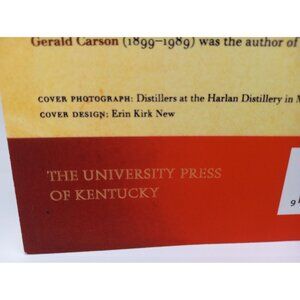 Gerald Carson (1899–1989) was the author of
COVER PHOTOGRAPH: Distillers at the Harlan Distillery in
COVER DESIGN: Erin Kirk New
THE UNIVERSITY PRESS
OF KENTUCKY
9